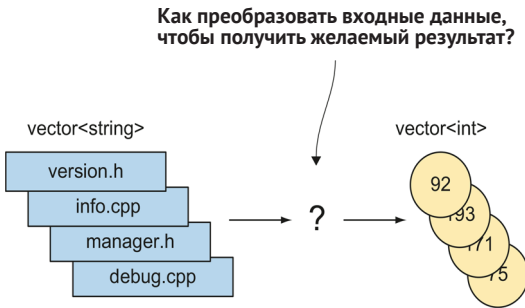 Как преобразовать входные данные,
чтобы получить желаемый результат?
vector<string>
version.h
info.cpp
manager.h
debug.cpp
?
vector<int>
92